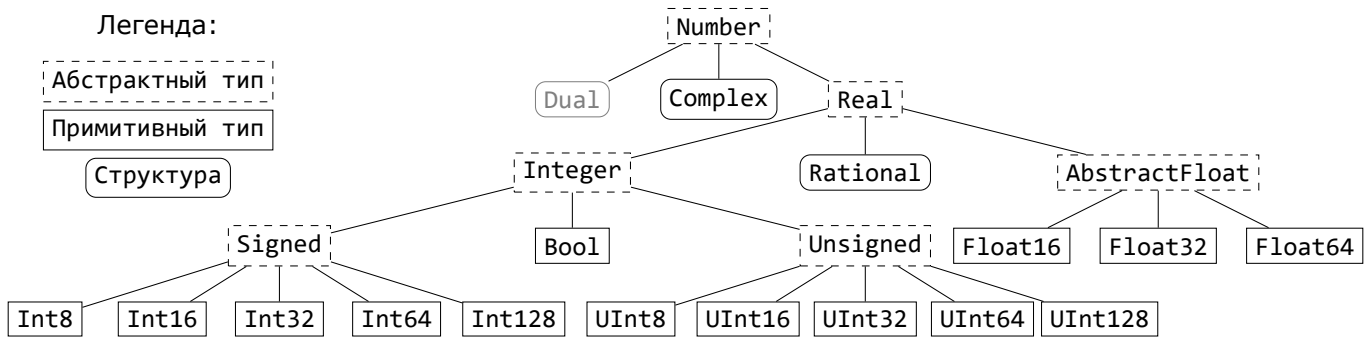 Легенда:
Абстрактный тип
Примитивный тип
Структура
Number
Dual
Complex
Real
Integer
Rational
AbstractFloat
Signed
Bool
Unsigned
Float16
Float32
Float64
Int8
Int16
Int32
Int64
Int128
UInt8
UInt16
UInt32
UInt64
UInt128